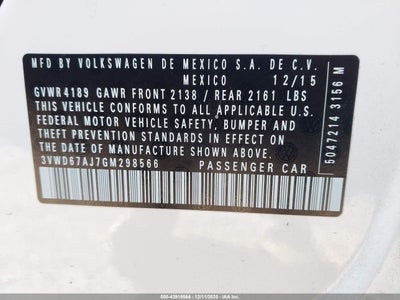 MFD BY VOLKSWAGEN DE MEXICO S.A. DE C.V.
MEXICO 12/15
GVWR4189 GAWR FRONT 2138 / REAR 2161 LBS
THIS VEHICLE CONFORMS TO ALL APPLICABLE
FEDERAL MOTOR VEHICLE SAFETY, BUMPER AND
THEFT PREVENTION STANDARDS IN EFFECT ON THE
DATE OF MANUFACTURE SHOWN ABOVE.
3VWD67AJ7GM298566 PASSENGER CAR
5047214 3156 M
000-43918564 - 12/11/2025 - IAA Inc.